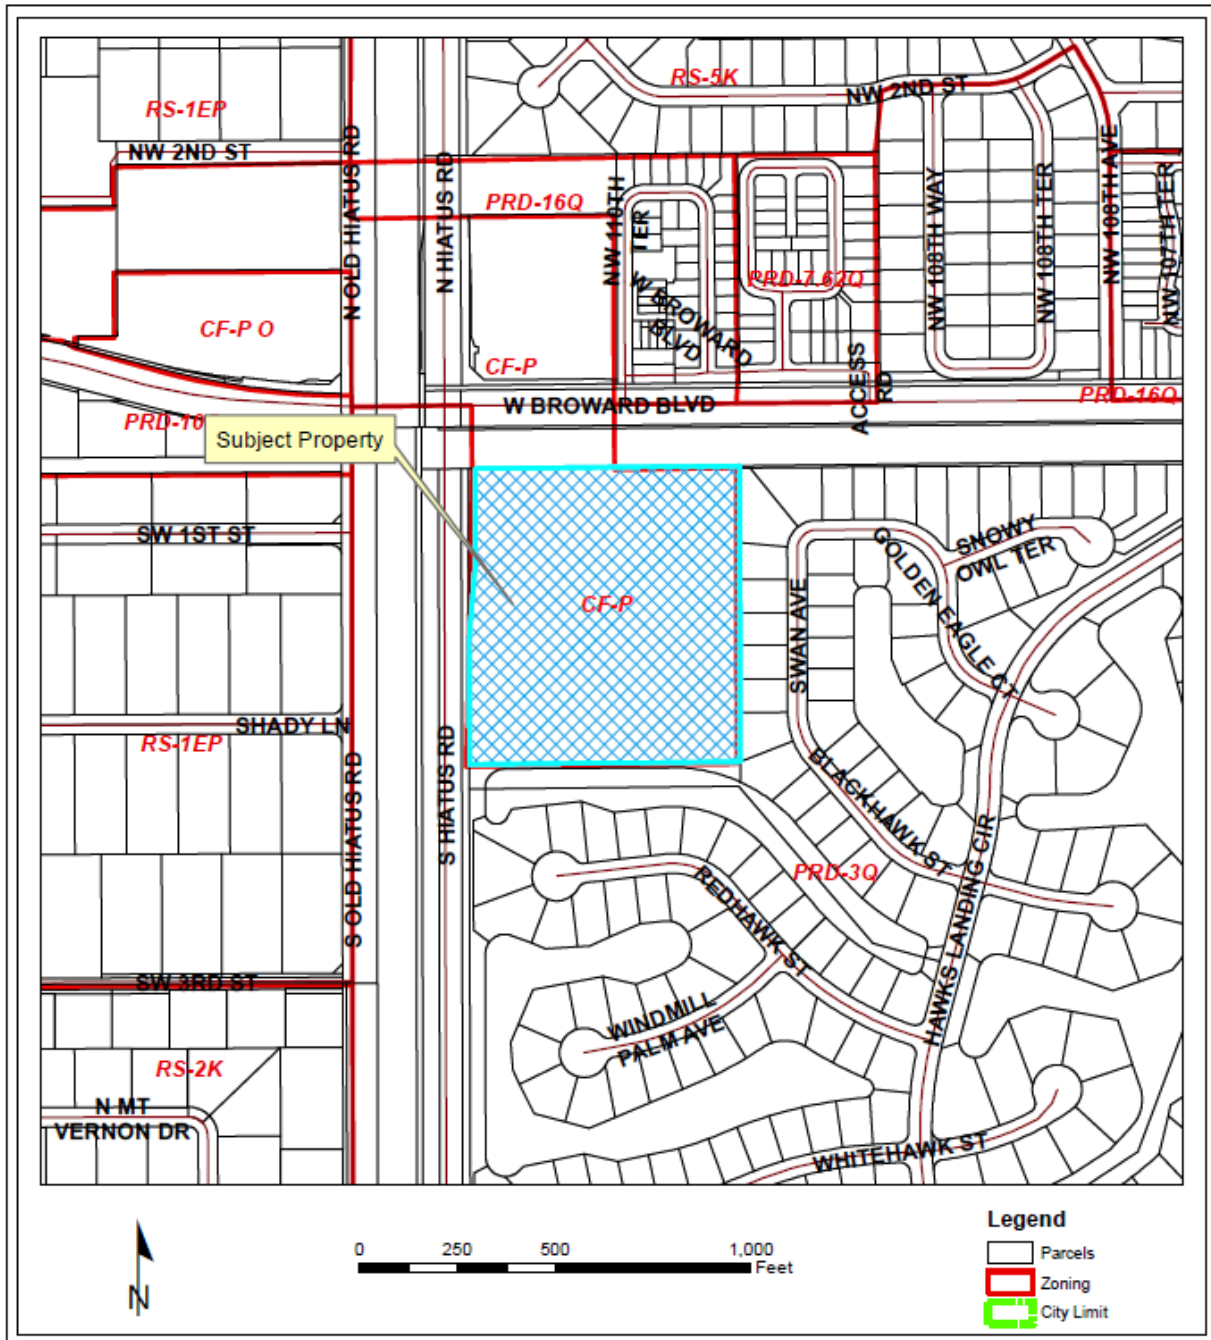 RS-5K
NW 2ND ST
RS-1EP
NW 2ND ST
N OLD HIATUS RD
N HIATUS RD
PRD-16Q
NW 110TH
TER
NW 108TH WAY
NW 108TH TER
NW 108TH AVE
NW 107TH TER
PRD-7.62Q
CF-P O
W BROWARD
BLVD
CF-P
ACCESS
RD
PRD-16Q
W BROWARD BLVD
Subject Property
SW 1ST ST
SNOWY
OWL TER
GOLDEN EAGLE CT
CF-P
SWAN AVE
SHADY LN
RS-1EP
S OLD HIATUS RD
S HIATUS RD
BLACKHAWK ST
PRD-3Q
REDHAWK ST
HAWKS LANDING CIR
SW 3RD ST
WINDMILL
PALM AVE
RS-2K
N MT
VERNON DR
WHITEHAWK ST
N
0 250 500 1,000
Feet
Legend
Parcels
Zoning
City Limit